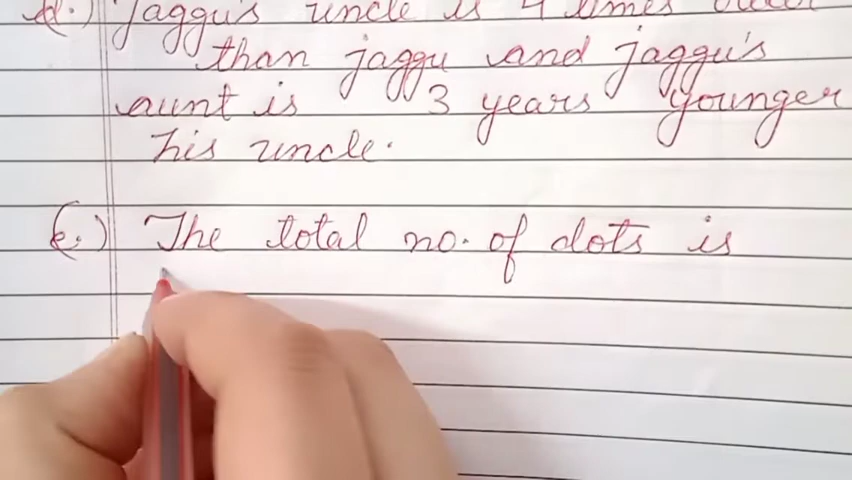 d.) Jaggu's uncle is 4 times older
than jaggu and jaggu's
aunt is 3 years younger
his uncle.
e.) The total no. of dots is